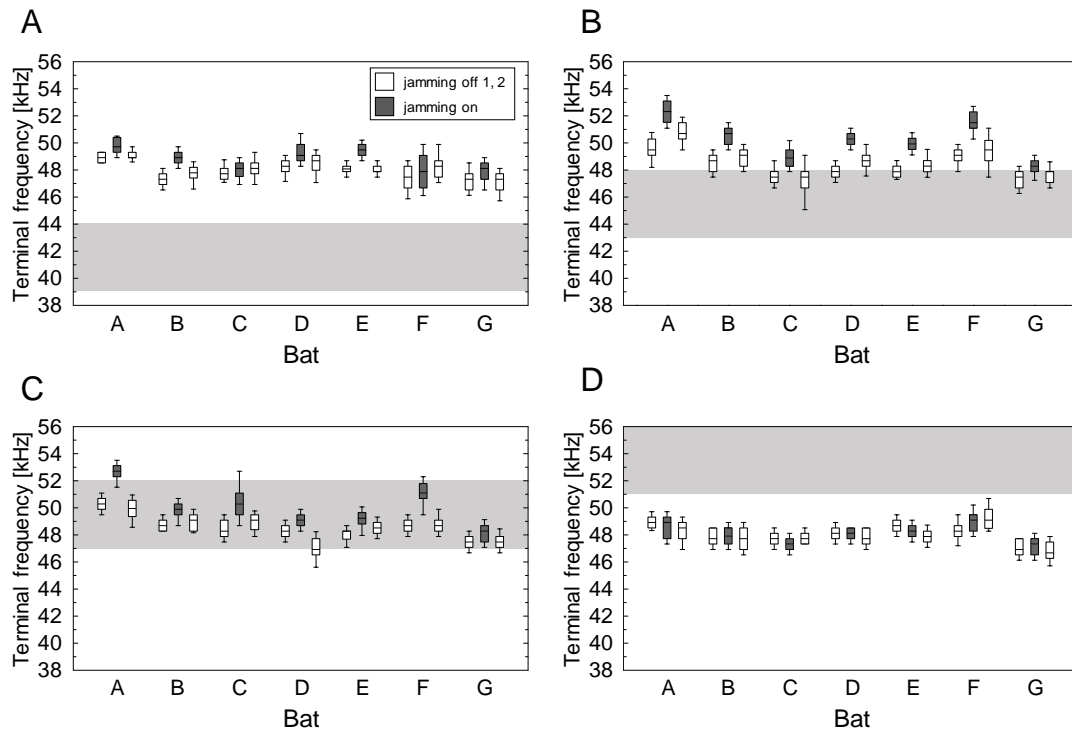 A
Terminal frequency [kHz]
56
54
52
50
48
46
44
42
40
38
jamming off 1, 2
jamming on
A B C D E F G
Bat
B
Terminal frequency [kHz]
56
54
52
50
48
46
44
42
40
38
A B C D E F G
Bat
C
Terminal frequency [kHz]
56
54
52
50
48
46
44
42
40
38
A B C D E F G
Bat
D
Terminal frequency [kHz]
56
54
52
50
48
46
44
42
40
38
A B C D E F G
Bat